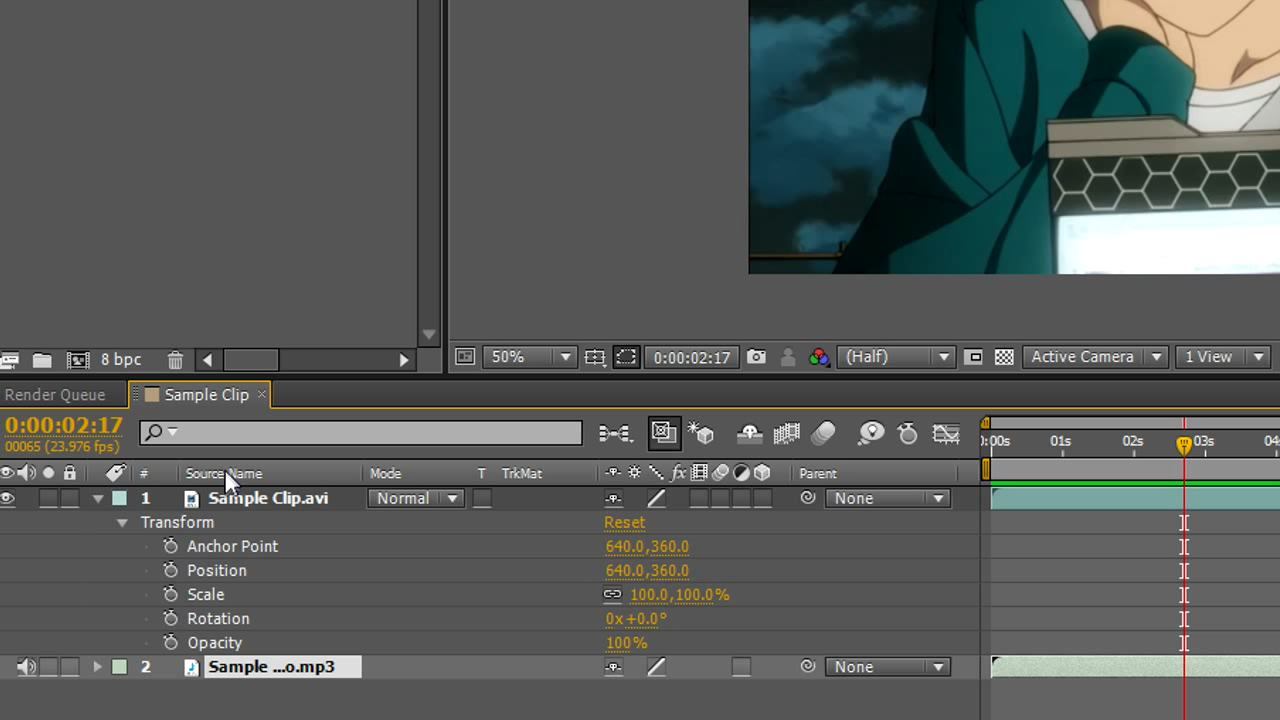 8 bpc
50%
0:00:02:17
(Half)
Active Camera
1 View
Render Queue
Sample Clip
0:00:02:17
00065 (23.976 fps)
:00s 01s 02s 03s 04
# Source Name Mode T TrkMat fx Parent
1 Sample Clip.avi Normal None
Transform Reset
Anchor Point 640.0,360.0
Position 640.0,360.0
Scale 100.0,100.0%
Rotation 0x+0.0°
Opacity 100%
2 Sample ...o.mp3 None